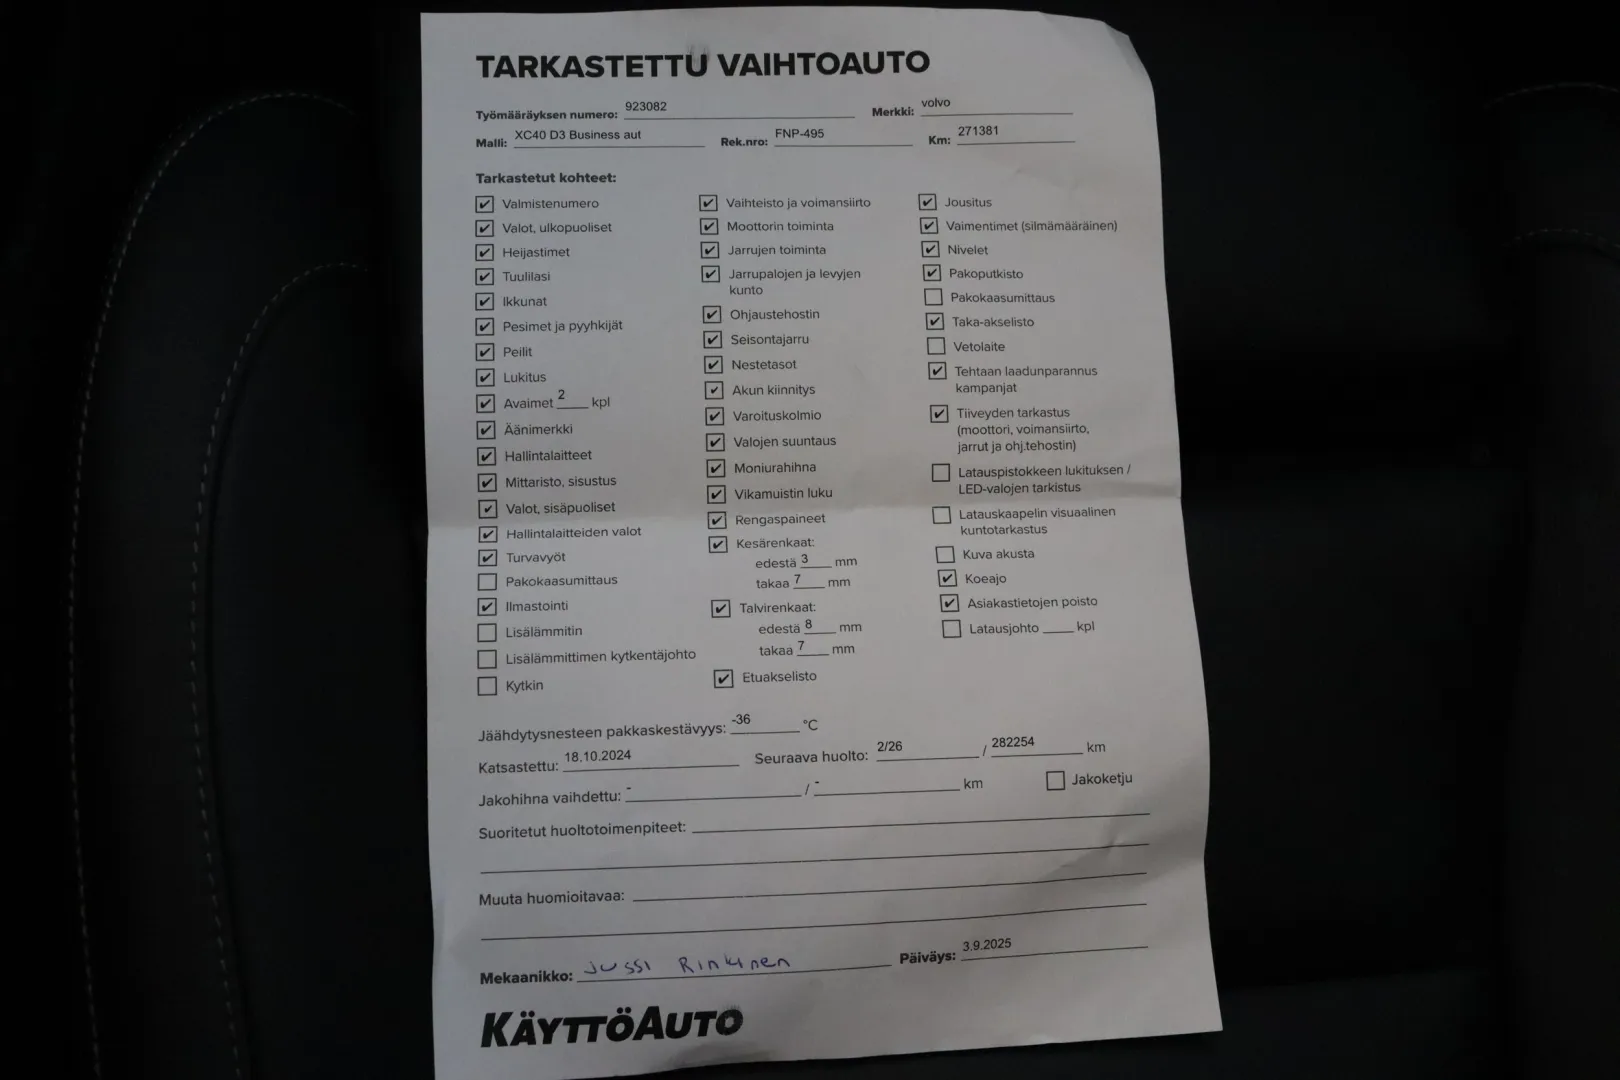 TARKASTETTU VAIHTOAUTO
Työmääräyksen numero: 923082 Merkki: volvo
Malli: XC40 D3 Business aut Rek.nro: FNP-495 Km: 271381
Tarkastetut kohteet:
Valmistenumero
Valot, ulkopuoliset
Heijastimet
Tuulilasi
Ikkunat
Pesimet ja pyyhkijät
Peilit
Lukitus
Avaimet 2 kpl
Äänimerkki
Hallintalaitteet
Mittaristo, sisustus
Valot, sisäpuoliset
Hallintalaitteiden valot
Turvavyöt
Pakokaasumittaus
Ilmastointi
Lisälämmitin
Lisälämmittimen kytkentäjohto
Kytkin
Vaihteisto ja voimansiirto
Moottorin toiminta
Jarrujen toiminta
Jarrupalojen ja levyjen
kunto
Ohjaustehostin
Seisontajarru
Nestetasot
Akun kiinnitys
Varoituskolmio
Valojen suuntaus
Moniurahihna
Vikamuistin luku
Rengaspaineet
Kesärenkaat:
edestä 3 mm
takaa 7 mm
Talvirenkaat:
edestä 8 mm
takaa 7 mm
Etuakselisto
Jousitus
Vaimentimet (silmämääräinen)
Nivelet
Pakoputkisto
Pakokaasumittaus
Taka-akselisto
Vetolaite
Tehtaan laadunparannus
kampanjat
Tiiveyden tarkastus
(moottori, voimansiirto,
jarrut ja ohj.tehostin)
Latauspistokkeen lukituksen /
LED-valojen tarkistus
Latauskaapelin visuaalinen
kuntotarkastus
Kuva akusta
Koeajo
Asiakastietojen poisto
Latausjohto ____ kpl
Jäähdytysnesteen pakkaskestävyys: -36 °C
Katsastettu: 18.10.2024 Seuraava huolto: 2/26 / 282254 km
Jakohihna vaihdettu: - / - km Jakoketju
Suoritetut huoltotoimenpiteet:
Muuta huomioitavaa:
Mekaanikko: Jussi Rinkinen Päiväys: 3.9.2025
KÄYTTÖAUTO